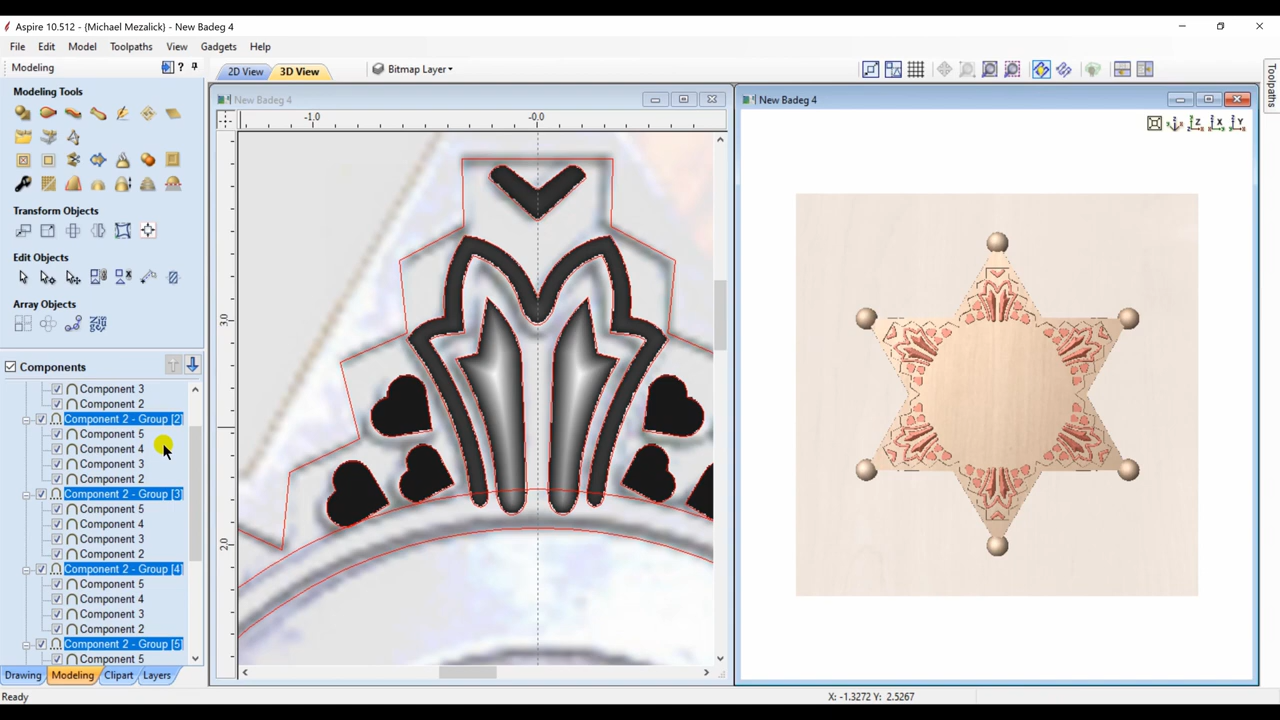 Aspire 10.512 - {Michael Mezalick} - New Badeg 4
File Edit Model Toolpaths View Gadgets Help
Modeling
2D View 3D View Bitmap Layer
Toolpaths
Modeling Tools
New Badeg 4
New Badeg 4
-1.0 -0.0
Z X Y
Transform Objects
Edit Objects
Array Objects
3.0
Components
Component 3
Component 2
Component 2 - Group [2]
Component 5
Component 4
Component 3
Component 2
Component 2 - Group [3]
Component 5
Component 4
Component 3
Component 2
2.0
Component 2 - Group [4]
Component 5
Component 4
Component 3
Component 2
Component 2 - Group [5]
Component 5
Drawing Modeling Clipart Layers
Ready
X: -1.3272 Y: 2.5267